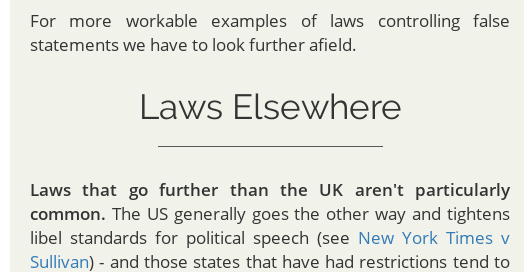 For more workable examples of laws controlling false
statements we have to look further afield.
Laws Elsewhere
Laws that go further than the UK aren't particularly
common. The US generally goes the other way and tightens
libel standards for political speech (see New York Times v
Sullivan) - and those states that have had restrictions tend to